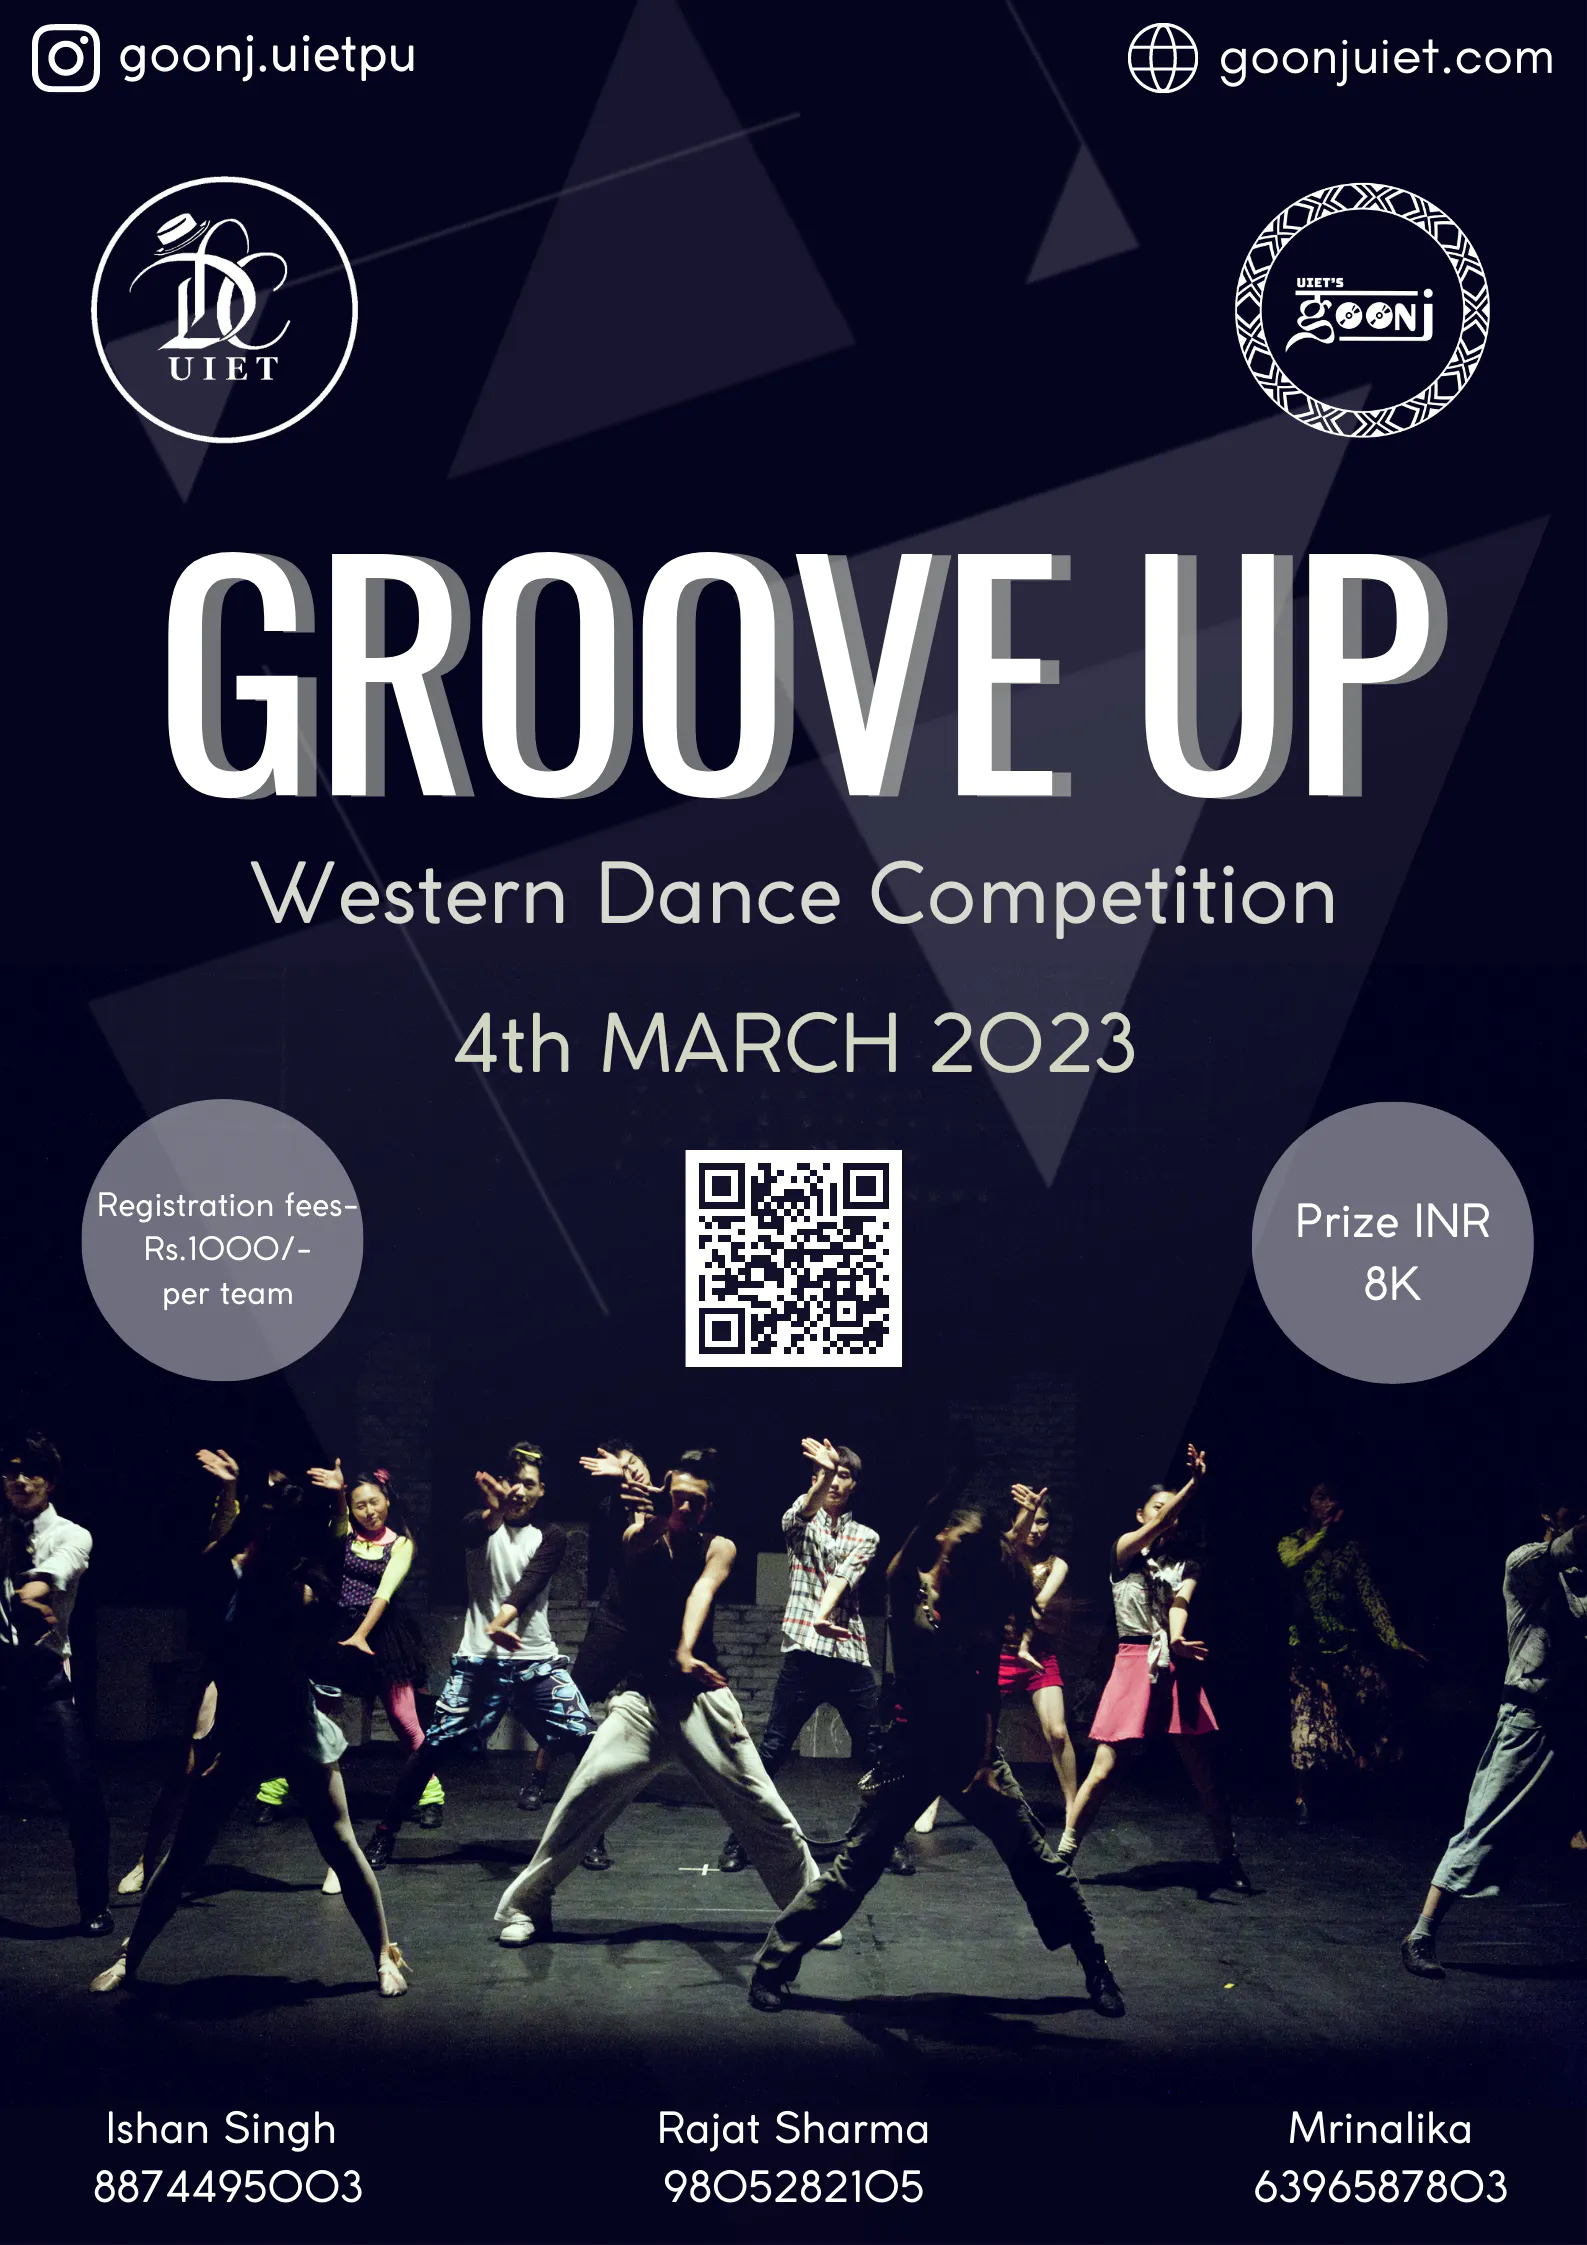 goonj.uietpu
goonjuiet.com
LDC
UIET
UIET'S
goonj
GROOVE UP
Western Dance Competition
4th MARCH 2023
Registration fees-
Rs.1000/-
per team
Prize INR
8K
Ishan Singh
8874495003
Rajat Sharma
9805282105
Mrinalika
6396587803